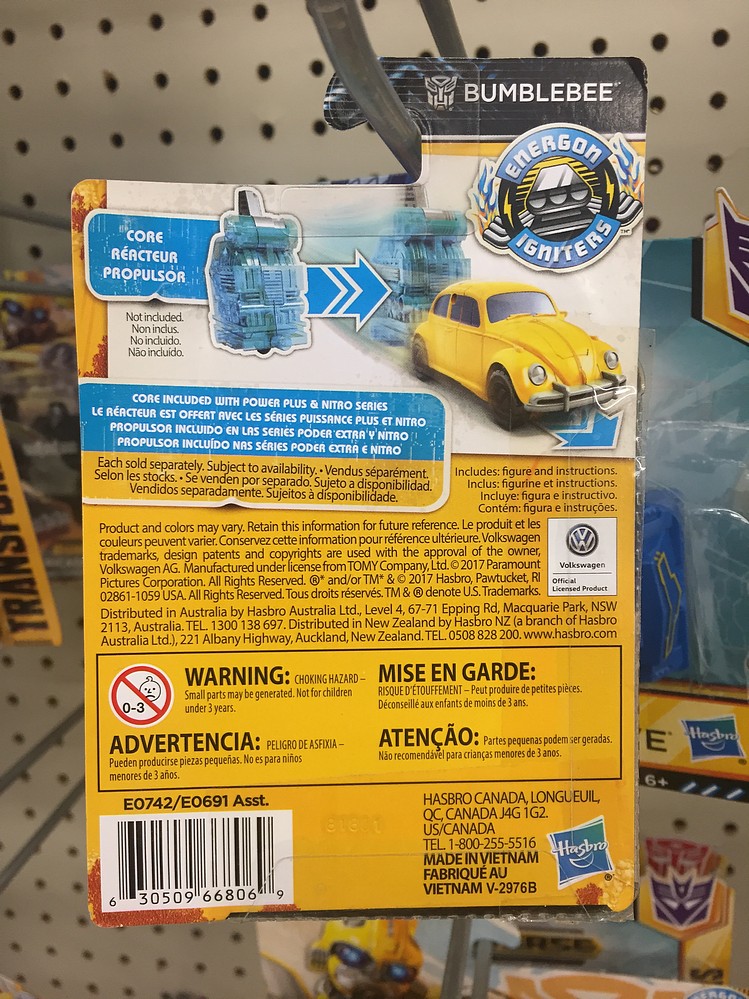 BUMBLEBEE
ENERGON
IGNITERS™
CORE
RÉACTEUR
PROPULSOR
Not included.
Non inclus.
No incluido.
Não incluído.
CORE INCLUDED WITH POWER PLUS & NITRO SERIES
LE RÉACTEUR EST OFFERT AVEC LES SÉRIES PUISSANCE PLUS ET NITRO
PROPULSOR INCLUIDO EN LAS SERIES PODER EXTRA Y NITRO
PROPULSOR INCLUÍDO NAS SÉRIES PODER EXTRA E NITRO
Each sold separately. Subject to availability. • Vendus séparément.
Selon les stocks. • Se venden por separado. Sujeto a disponibilidad.
Vendidos separadamente. Sujeitos à disponibilidade.
Includes: figure and instructions.
Inclus: figurine et instructions.
Incluye: figura e instructivo.
Contém: figura e instruções.
Product and colors may vary. Retain this information for future reference. Le produit et les
couleurs peuvent varier. Conservez cette information pour référence ultérieure. Volkswagen
trademarks, design patents and copyrights are used with the approval of the owner,
Volkswagen AG. Manufactured under license from TOMY Company, Ltd. © 2017 Paramount
Pictures Corporation. All Rights Reserved. ®* and/or TM* & © 2017 Hasbro, Pawtucket, RI
02861-1059 USA. All Rights Reserved. Tous droits réservés. TM & ® denote U.S. Trademarks.
Volkswagen
Official
Licensed Product
Distributed in Australia by Hasbro Australia Ltd., Level 4, 67-71 Epping Rd, Macquarie Park, NSW
2113, Australia. TEL. 1300 138 697. Distributed in New Zealand by Hasbro NZ (a branch of Hasbro
Australia Ltd.), 221 Albany Highway, Auckland, New Zealand. TEL. 0508 828 200. www.hasbro.com
0-3
WARNING: CHOKING HAZARD –
Small parts may be generated. Not for children
under 3 years.
MISE EN GARDE:
RISQUE D'ÉTOUFFEMENT – Peut produire de petites pièces.
Déconseillé aux enfants de moins de 3 ans.
ADVERTENCIA: PELIGRO DE ASFIXIA –
Pueden producirse piezas pequeñas. No es para niños
menores de 3 años.
ATENÇÃO: Partes pequenas podem ser geradas.
Não recomendável para crianças menores de 3 anos.
E0742/E0691 Asst.
6 30509 66806 9
HASBRO CANADA, LONGUEUIL,
QC, CANADA J4G 1G2.
US/CANADA
TEL. 1-800-255-5516
MADE IN VIETNAM
FABRIQUÉ AU
VIETNAM V-2976B
Hasbro
TRANSFOR
Hasbro
6+